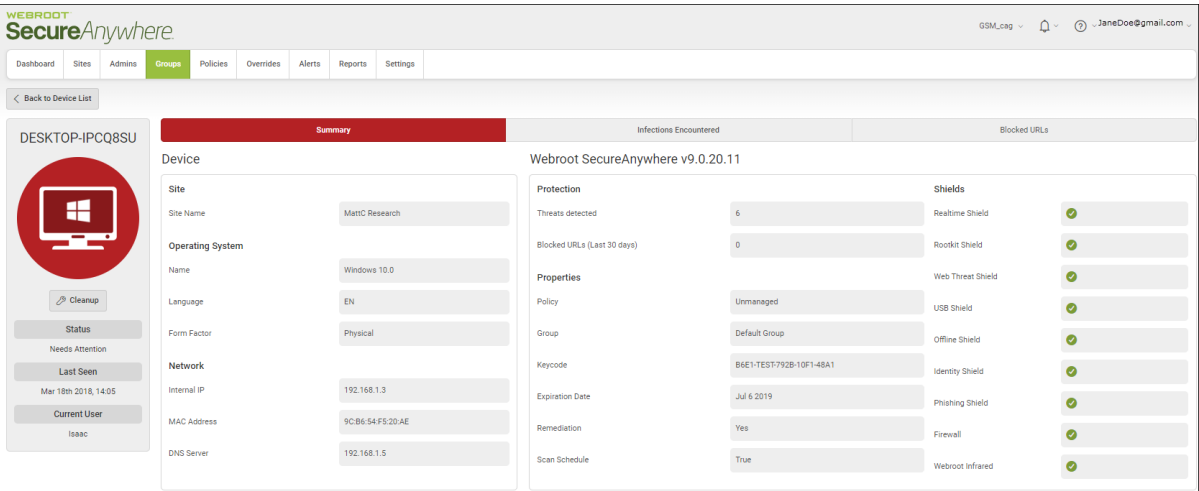 WEBROOT
SecureAnywhere.
GSM_cag
JaneDoe@gmail.com
Dashboard Sites Admins Groups Policies Overrides Alerts Reports Settings
Back to Device List
DESKTOP-IPCQ8SU
Cleanup
Status
Needs Attention
Last Seen
Mar 18th 2018, 14:05
Current User
Isaac
Summary Infections Encountered Blocked URLs
Device
Site
Site Name MattC Research
Operating System
Name Windows 10.0
Language EN
Form Factor Physical
Network
Internal IP 192.168.1.3
MAC Address 9C:B6:54:F5:20:AE
DNS Server 192.168.1.5
Webroot SecureAnywhere v9.0.20.11
Protection
Threats detected 6
Blocked URLs (Last 30 days) 0
Properties
Policy Unmanaged
Group Default Group
Keycode B6E1-TEST-792B-10F1-48A1
Expiration Date Jul 6 2019
Remediation Yes
Scan Schedule True
Shields
Realtime Shield
Rootkit Shield
Web Threat Shield
USB Shield
Offline Shield
Identity Shield
Phishing Shield
Firewall
Webroot Infrared